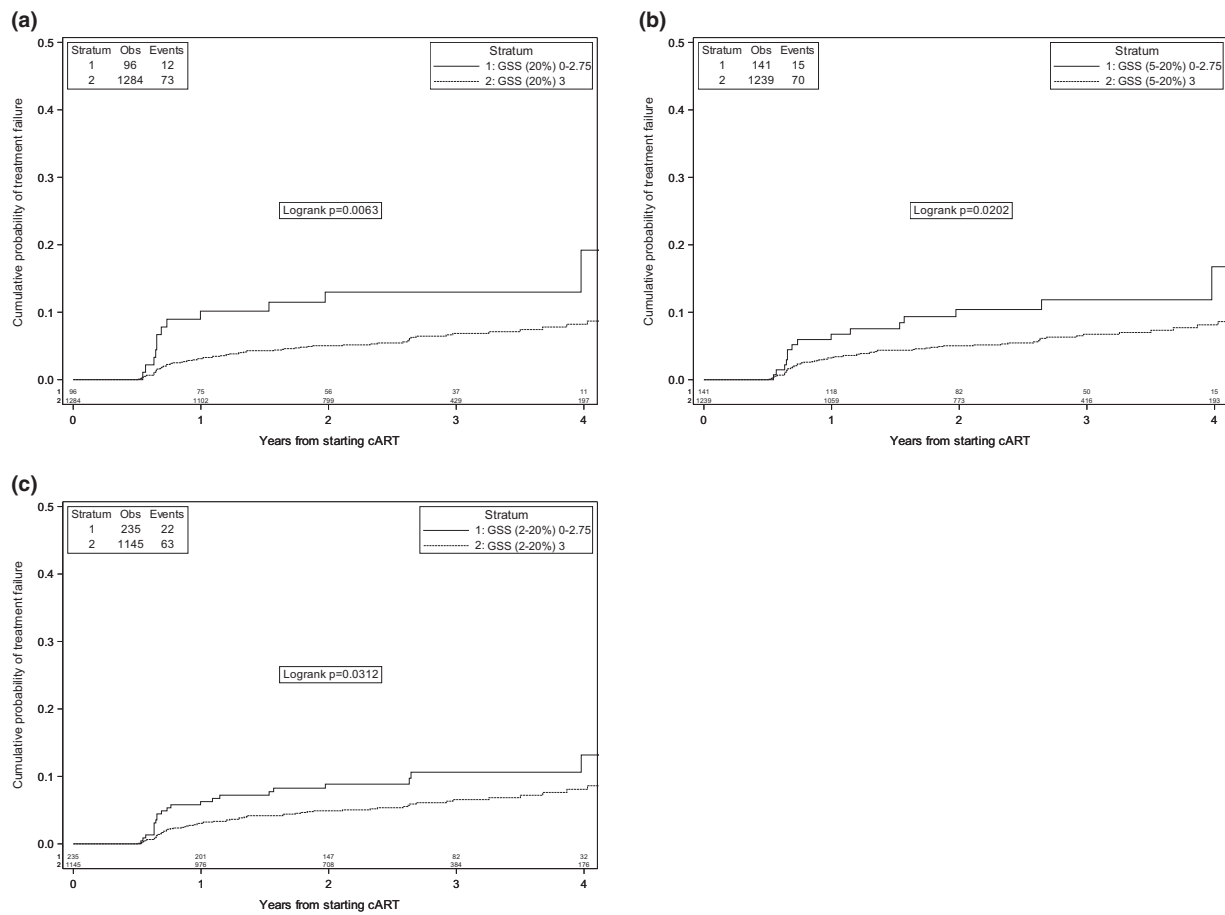 (a)
Stratum Obs Events
1 96 12
2 1284 73
Stratum
1: GSS (20%) 0-2.75
2: GSS (20%) 3
Cumulative probability of treatment failure
0.5
0.4
0.3
0.2
0.1
0.0
Logrank p=0.0063
1 96 75 56 37 11
2 1284 1102 799 429 197
0 1 2 3 4
Years from starting cART
(b)
Stratum Obs Events
1 141 15
2 1239 70
Stratum
1: GSS (5-20%) 0-2.75
2: GSS (5-20%) 3
Cumulative probability of treatment failure
0.5
0.4
0.3
0.2
0.1
0.0
Logrank p=0.0202
1 141 118 82 50 15
2 1239 1059 773 416 193
0 1 2 3 4
Years from starting cART
(c)
Stratum Obs Events
1 235 22
2 1145 63
Stratum
1: GSS (2-20%) 0-2.75
2: GSS (2-20%) 3
Cumulative probability of treatment failure
0.5
0.4
0.3
0.2
0.1
0.0
Logrank p=0.0312
1 235 201 147 82 32
2 1145 976 708 384 176
0 1 2 3 4
Years from starting cART